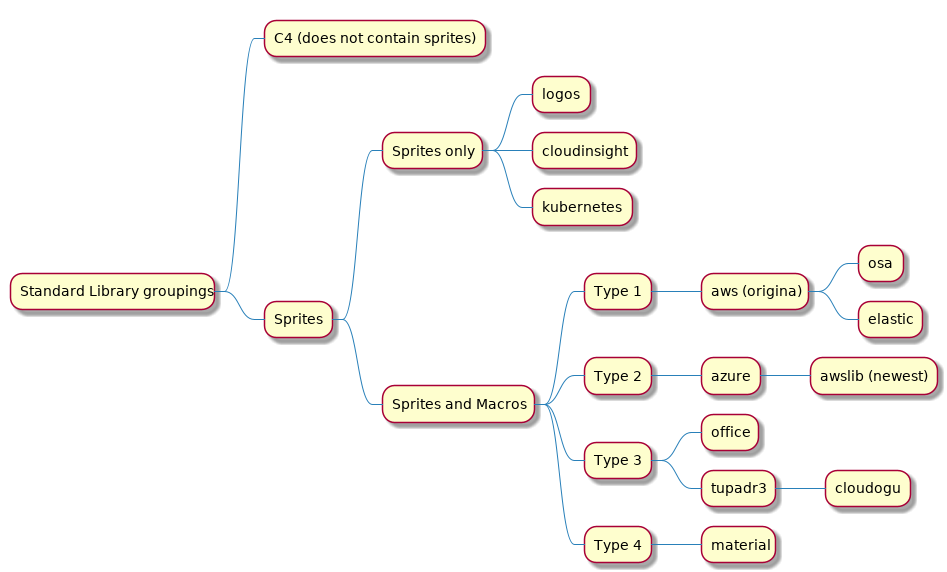 C4 (does not contain sprites)
logos
Sprites only
cloudinsight
kubernetes
Standard Library groupings
Sprites
Sprites and Macros
Type 1
aws (origina)
osa
elastic
Type 2
azure
awslib (newest)
Type 3
office
tupadr3
cloudogu
Type 4
material